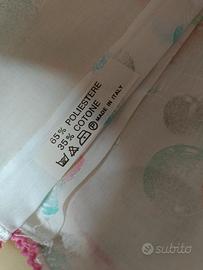 65% POLIESTERE
35% COTONE
MADE IN ITALY
subito